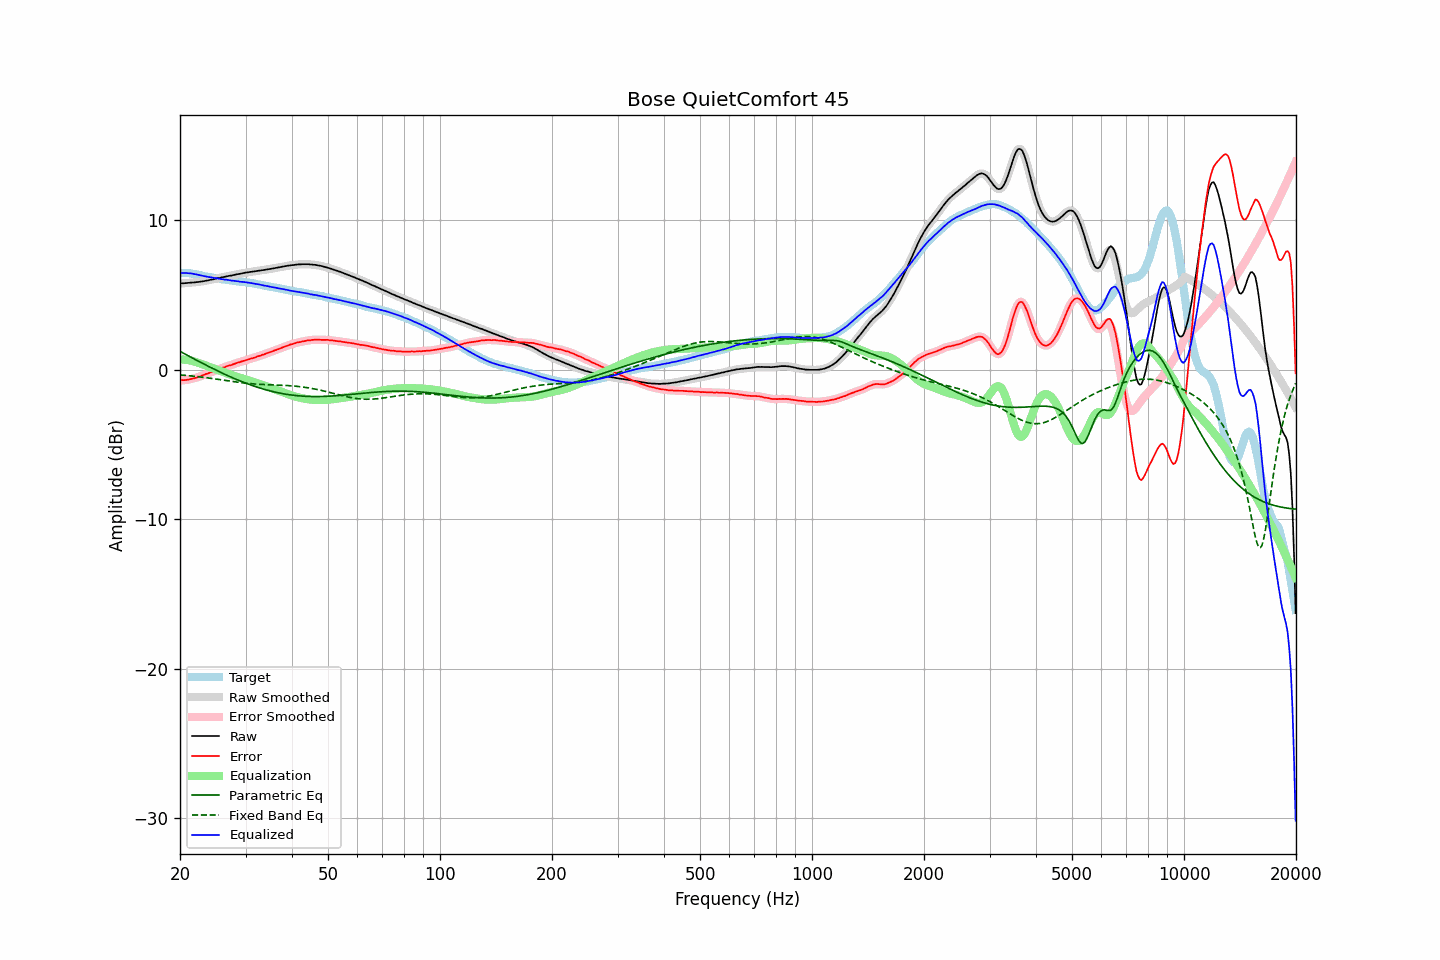 Bose QuietComfort 45
Amplitude (dBr)
10
0
−10
−20
−30
Target
Raw Smoothed
Error Smoothed
Raw
Error
Equalization
Parametric Eq
Fixed Band Eq
Equalized
20 50 100 200 500 1000 2000 5000 10000 20000
Frequency (Hz)